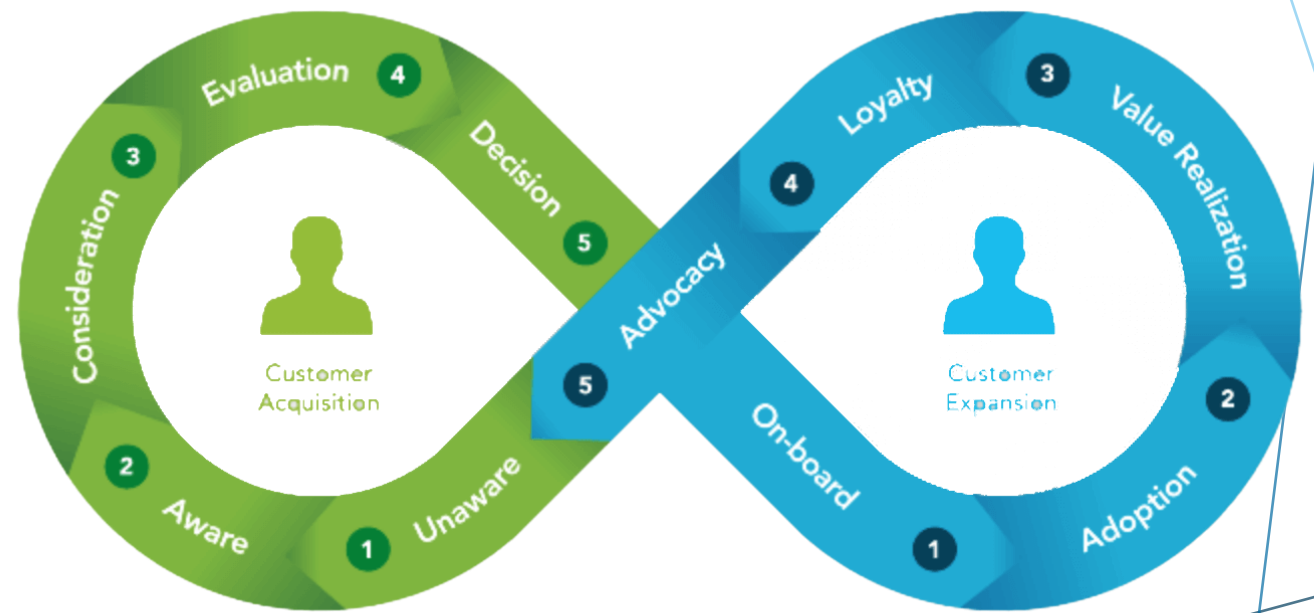 Unaware
1
Aware
2
Consideration
3
Evaluation
4
Decision
5
Customer
Acquisition
On-board
1
Adoption
2
Value Realization
3
Loyalty
4
Advocacy
5
Customer
Expansion